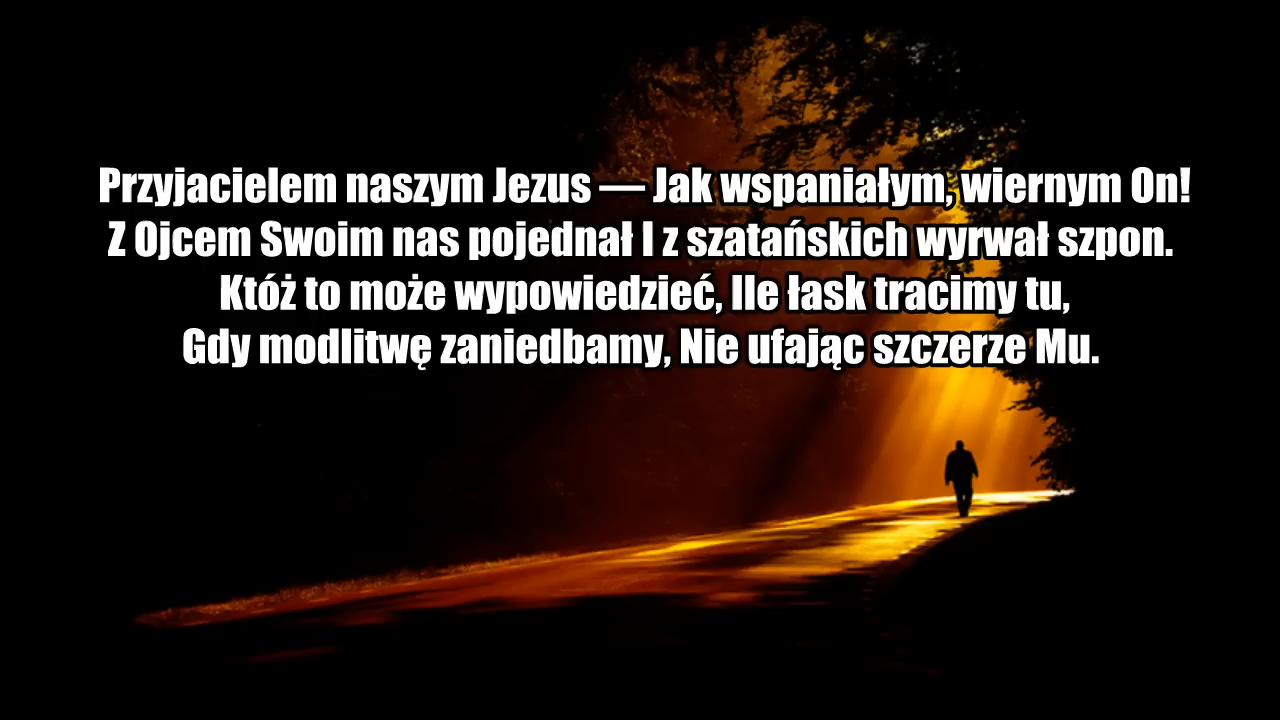 Przyjacielem naszym Jezus — Jak wspaniałym, wiernym On!
Z Ojcem Swoim nas pojednał I z szatańskich wyrwał szpon.
Któż to może wypowiedzieć, Ile łask tracimy tu,
Gdy modlitwę zaniedbamy, Nie ufając szczerze Mu.